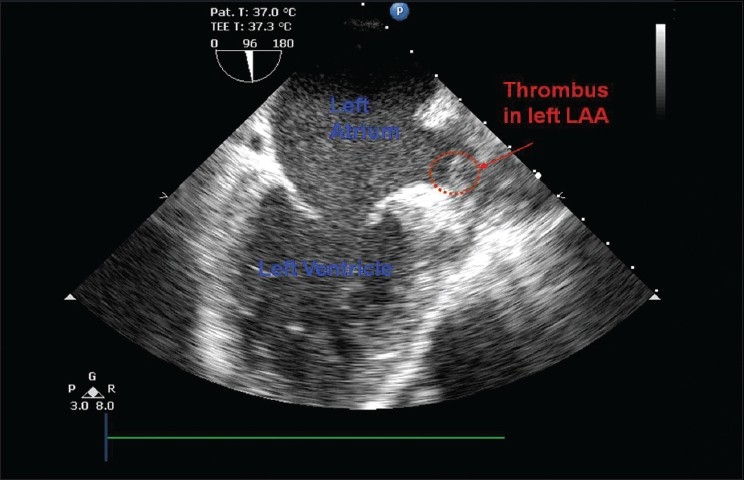 Pat. T: 37.0 °C
TEE T: 37.3 °C
0 96 180
P
Left
Atrium
Thrombus
in left LAA
Left Ventricle
G
P R
3.0 8.0